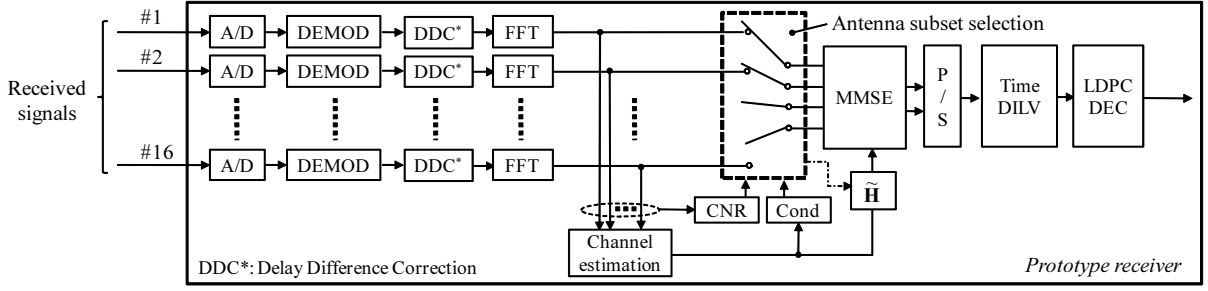 Received
signals
#1
A/D
DEMOD
DDC*
FFT
#2
A/D
DEMOD
DDC*
FFT
#16
A/D
DEMOD
DDC*
FFT
Antenna subset selection
MMSE
P
/
S
Time
DILV
LDPC
DEC
CNR
Cond
H̃
Channel
estimation
DDC*: Delay Difference Correction
Prototype receiver